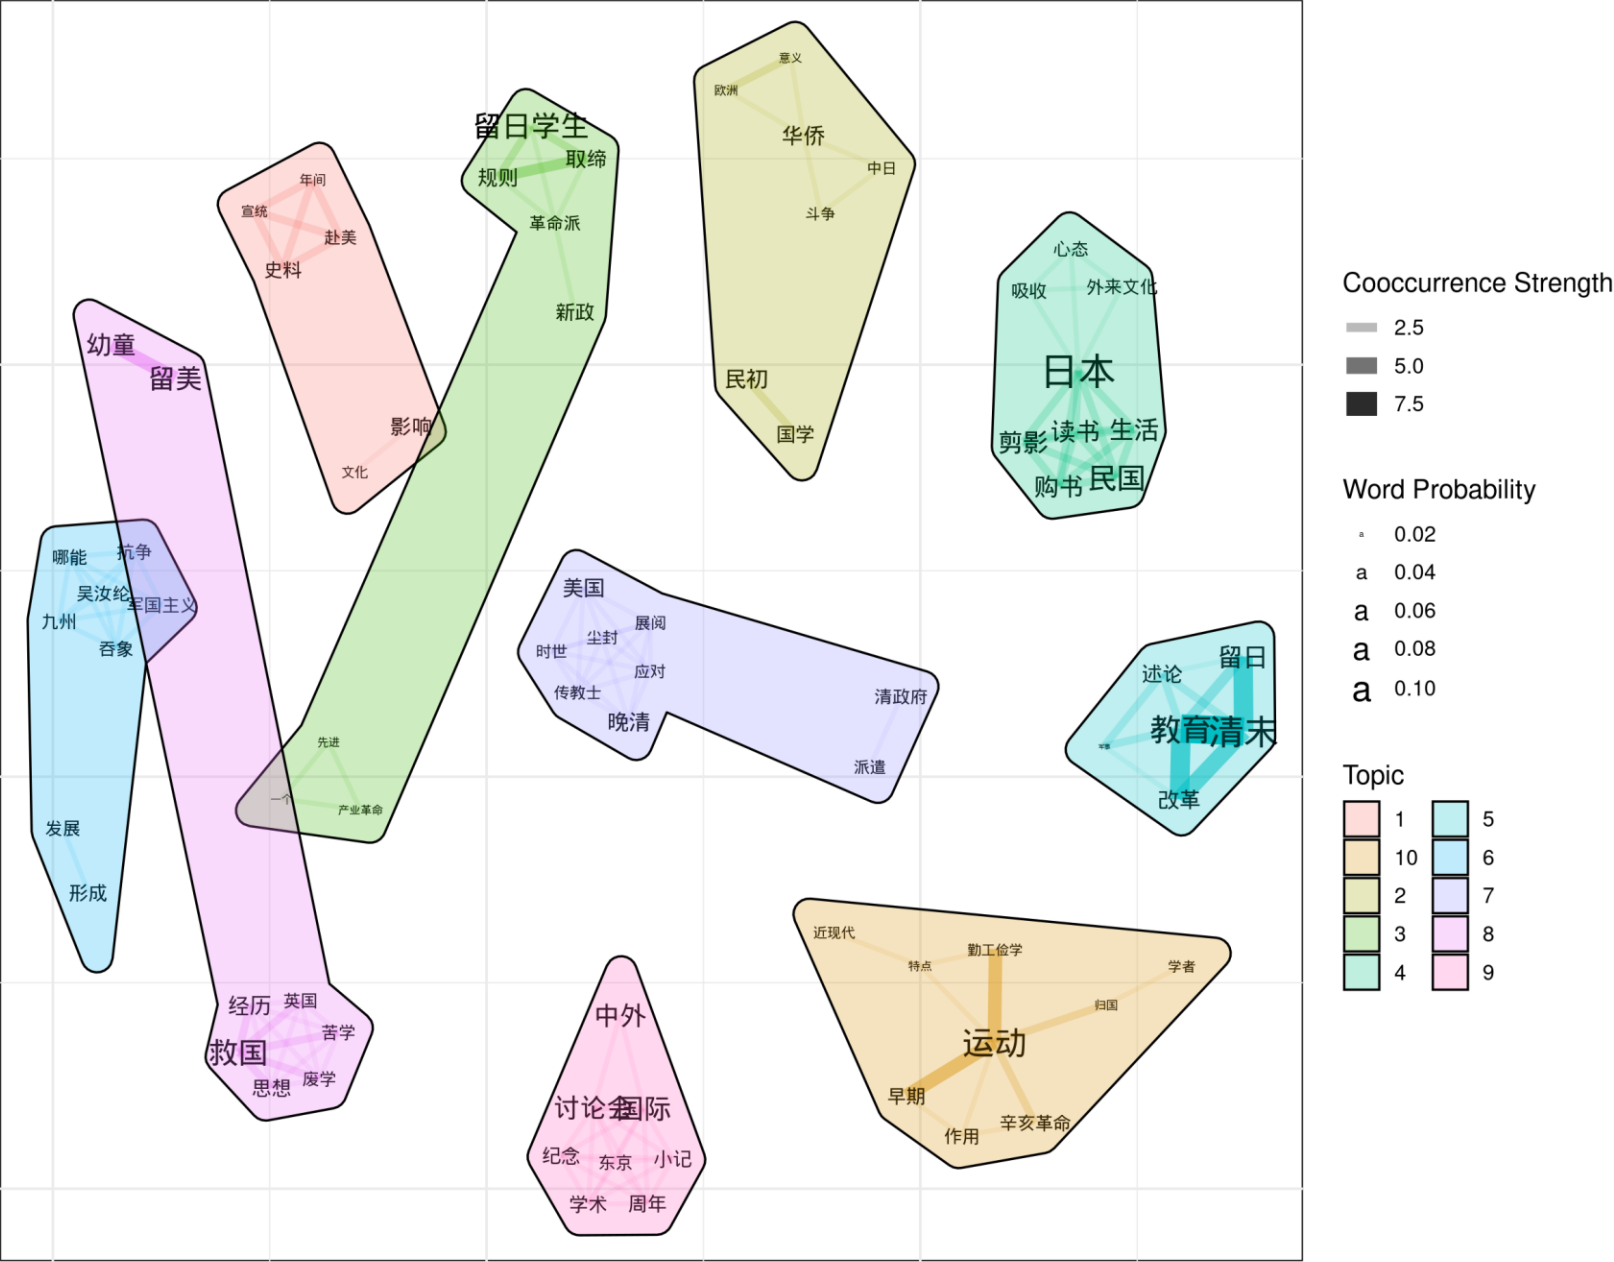 年间
宣统
赴美
史料
影响
文化
留日学生
取缔
规则
革命派
新政
先进
一个
产业革命
意义
欧洲
华侨
中日
斗争
民初
国学
心态
吸收
外来文化
日本
剪影
读书
生活
购书
民国
幼童
留美
经历
英国
苦学
救国
思想
废学
哪能
抗争
吴汝纶
军国主义
九州
吞象
发展
形成
美国
展阅
尘封
时世
应对
传教士
晚清
清政府
派遣
留日
述论
教育
清末
改革
中外
讨论会
国际
纪念
东京
小记
学术
周年
近现代
勤工俭学
特点
学者
归国
运动
早期
作用
辛亥革命
Cooccurrence Strength
2.5
5.0
7.5
Word Probability
a 0.02
a 0.04
a 0.06
a 0.08
a 0.10
Topic
1 5
10 6
2 7
3 8
4 9